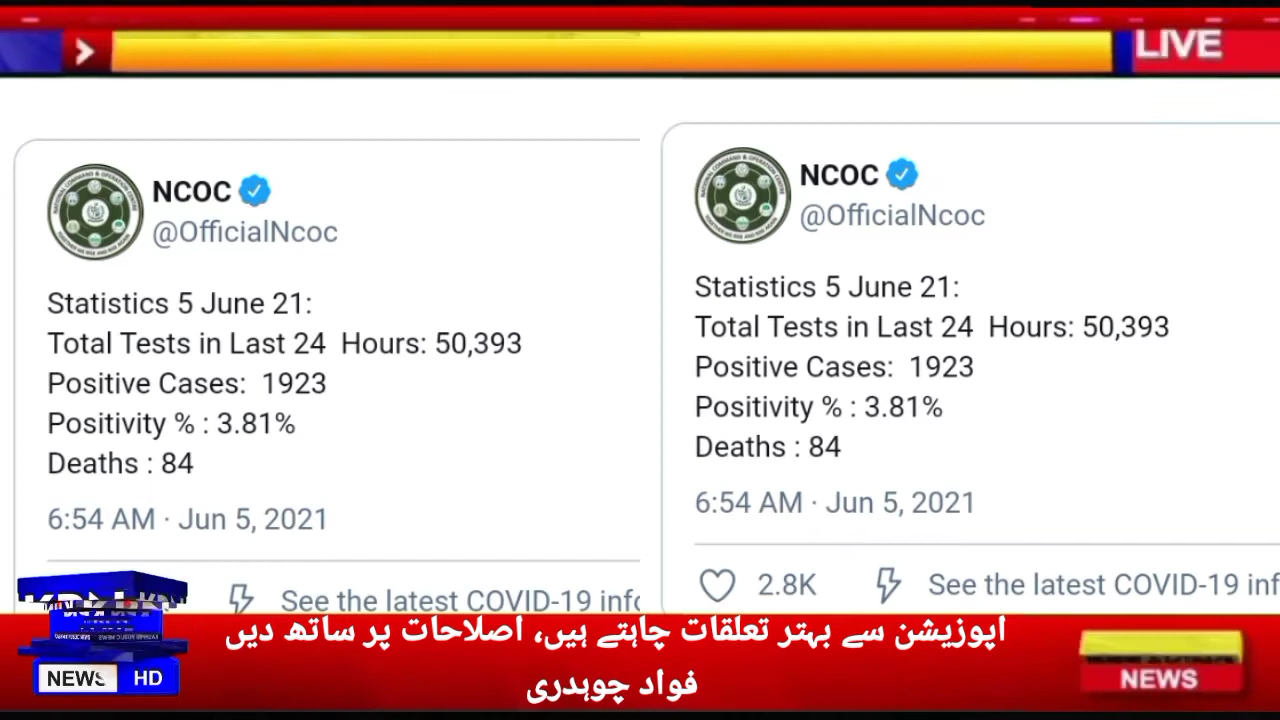 LIVE
NCOC
@OfficialNcoc
Statistics 5 June 21:
Total Tests in Last 24 Hours: 50,393
Positive Cases: 1923
Positivity % : 3.81%
Deaths : 84
6:54 AM · Jun 5, 2021
See the latest COVID-19 info
NCOC
@OfficialNcoc
Statistics 5 June 21:
Total Tests in Last 24 Hours: 50,393
Positive Cases: 1923
Positivity % : 3.81%
Deaths : 84
6:54 AM · Jun 5, 2021
2.8K See the latest COVID-19 inf
اپوزیشن سے بہتر تعلقات چاہتے ہیں، اصلاحات پر ساتھ دیں
فواد چوہدری
NEWS HD
NEWS